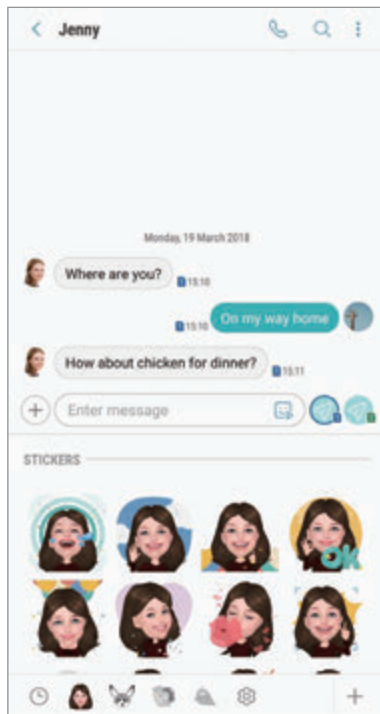 Jenny
Monday, 19 March 2018
Where are you?
15:10
On my way home
15:10
How about chicken for dinner?
15:11
Enter message
STICKERS
OK